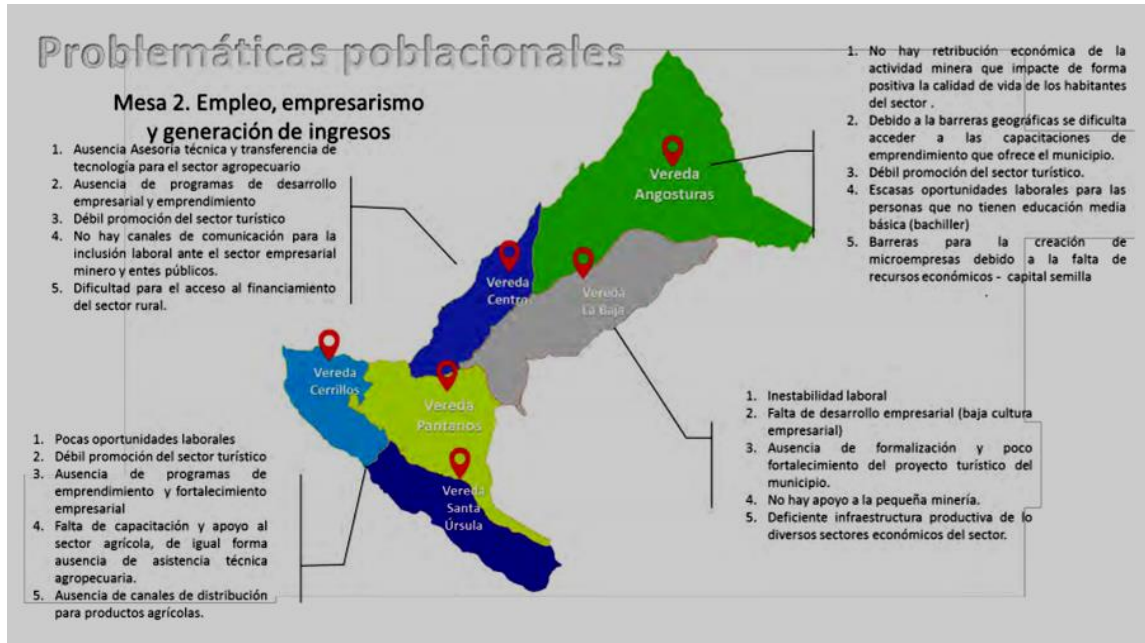 Problemáticas poblacionales
Mesa 2. Empleo, empresarismo
y generación de ingresos
1. Ausencia Asesoría técnica y transferencia de
tecnología para el sector agropecuario
2. Ausencia de programas de desarrollo
empresarial y emprendimiento
3. Débil promoción del sector turístico
4. No hay canales de comunicación para la
inclusión laboral ante el sector empresarial
minero y entes públicos.
5. Dificultad para el acceso al financiamiento
del sector rural.
1. No hay retribución económica de la
actividad minera que impacte de forma
positiva la calidad de vida de los habitantes
del sector .
2. Debido a la barreras geográficas se dificulta
acceder a las capacitaciones de
emprendimiento que ofrece el municipio.
3. Débil promoción del sector turístico.
4. Escasas oportunidades laborales para las
personas que no tienen educación media
básica (bachiller)
5. Barreras para la creación de
microempresas debido a la falta de
recursos económicos - capital semilla
.
Vereda
Angosturas
Vereda
Centro
Vereda
La Baja
Vereda
Cerrillos
Vereda
Pantanos
Vereda
Santa
Úrsula
1. Pocas oportunidades laborales
2. Débil promoción del sector turístico
3. Ausencia de programas de
emprendimiento y fortalecimiento
empresarial
4. Falta de capacitación y apoyo al
sector agrícola, de igual forma
ausencia de asistencia técnica
agropecuaria.
5. Ausencia de canales de distribución
para productos agrícolas.
1. Inestabilidad laboral
2. Falta de desarrollo empresarial (baja cultura
empresarial)
3. Ausencia de formalización y poco
fortalecimiento del proyecto turístico del
municipio.
4. No hay apoyo a la pequeña minería.
5. Deficiente infraestructura productiva de lo
diversos sectores económicos del sector.